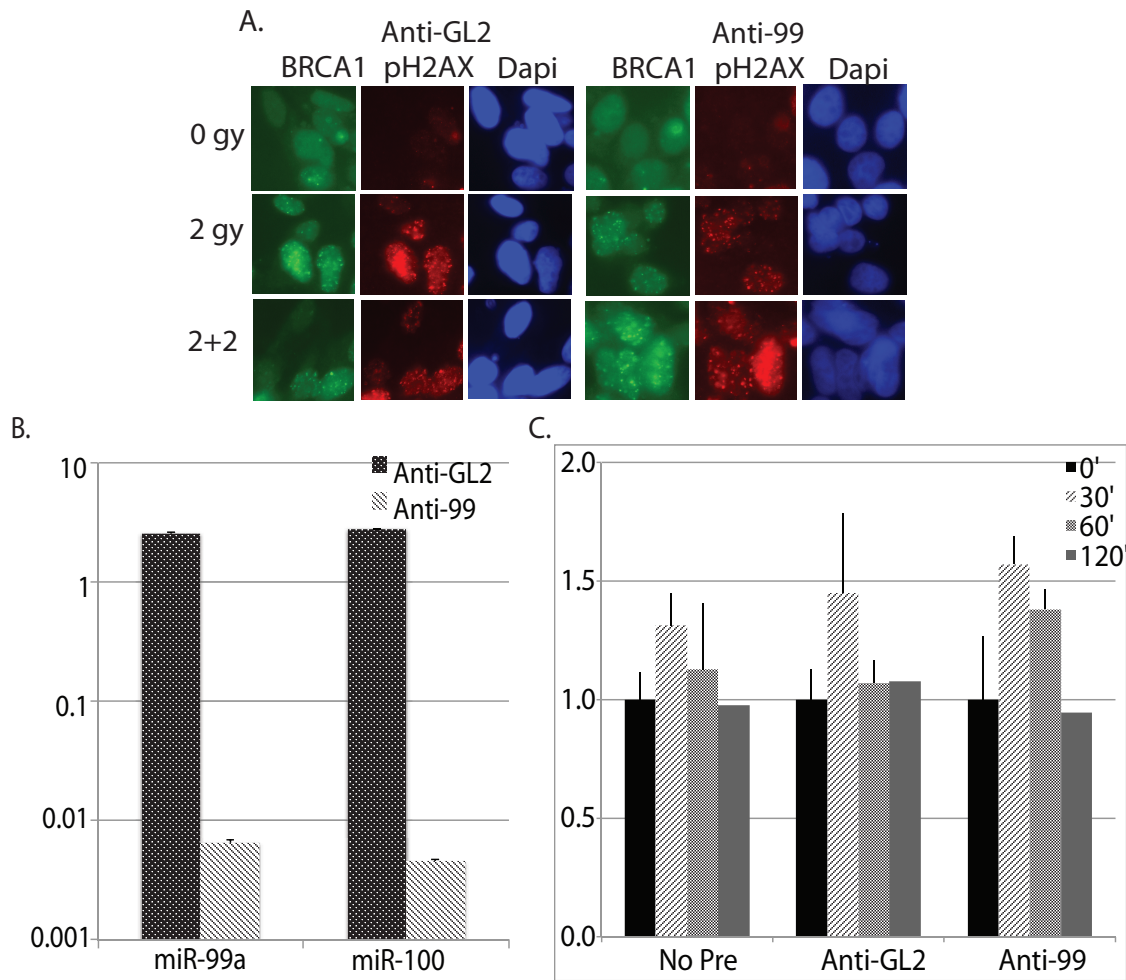 A.
Anti-GL2
Anti-99
BRCA1 pH2AX Dapi
BRCA1 pH2AX Dapi
0 gy
2 gy
2+2
B.
10
1
0.1
0.01
0.001
Anti-GL2
Anti-99
miR-99a
miR-100
C.
2.0
1.5
1.0
0.5
0.0
0'
30'
60'
120'
No Pre
Anti-GL2
Anti-99